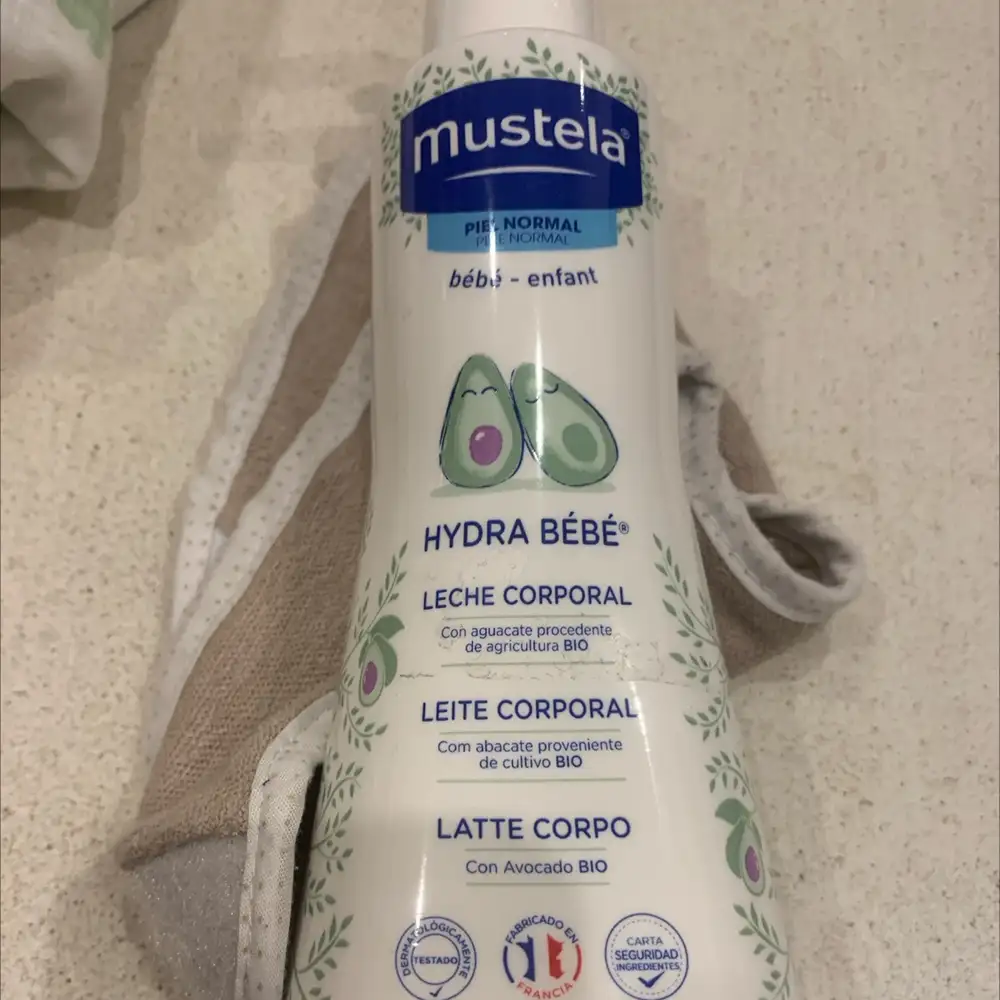 mustela®
PIEL NORMAL
PELE NORMAL
bébé - enfant
HYDRA BÉBÉ®
LECHE CORPORAL
Con aguacate procedente
de agricultura BIO
LEITE CORPORAL
Com abacate proveniente
de cultivo BIO
LATTE CORPO
Con Avocado BIO
DERMATOLÓGICAMENTE
TESTADO
FABRICADO EN
FRANCIA
CARTA
SEGURIDAD
INGREDIENTES